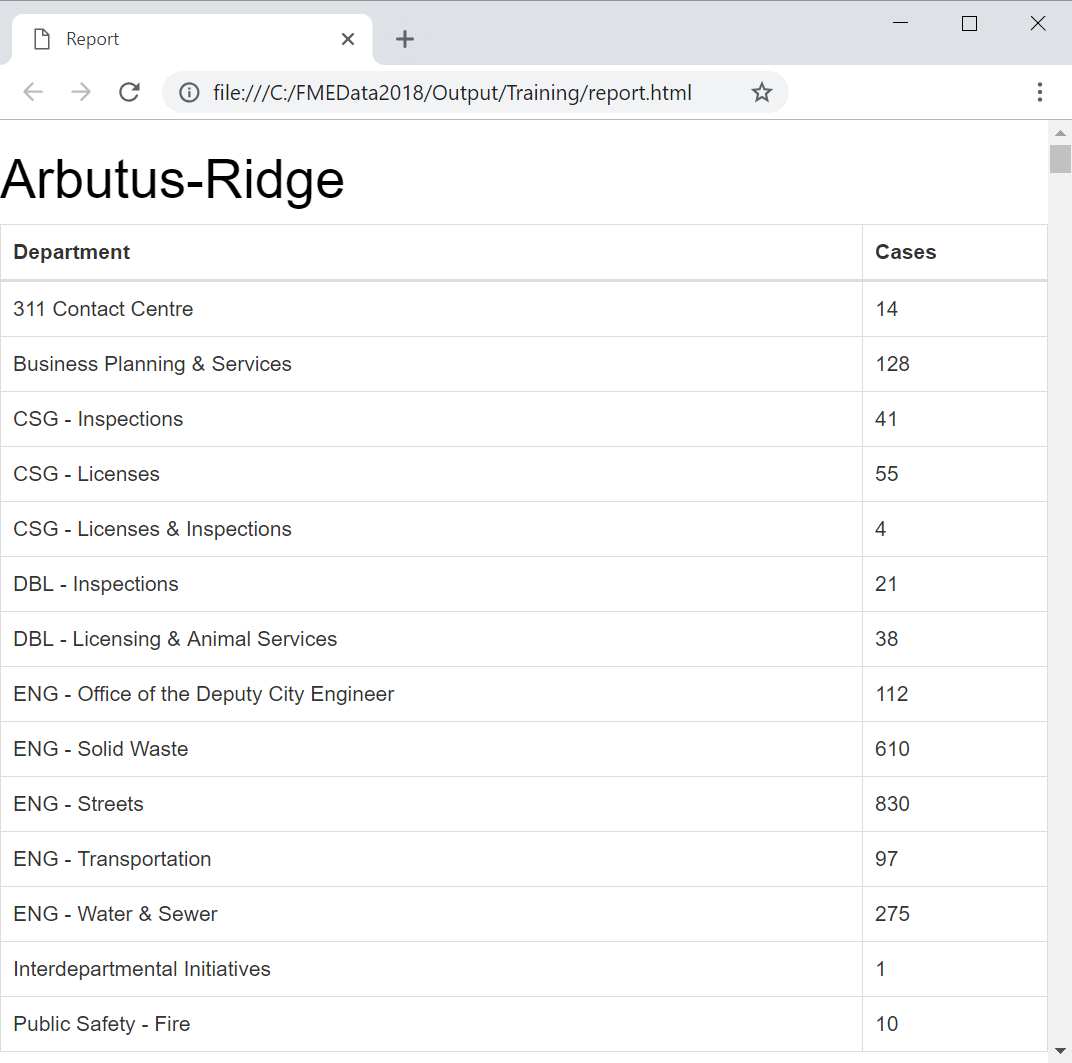 Report
file:///C:/FMEData2018/Output/Training/report.html
Arbutus-Ridge
Department Cases
311 Contact Centre 14
Business Planning & Services 128
CSG - Inspections 41
CSG - Licenses 55
CSG - Licenses & Inspections 4
DBL - Inspections 21
DBL - Licensing & Animal Services 38
ENG - Office of the Deputy City Engineer 112
ENG - Solid Waste 610
ENG - Streets 830
ENG - Transportation 97
ENG - Water & Sewer 275
Interdepartmental Initiatives 1
Public Safety - Fire 10